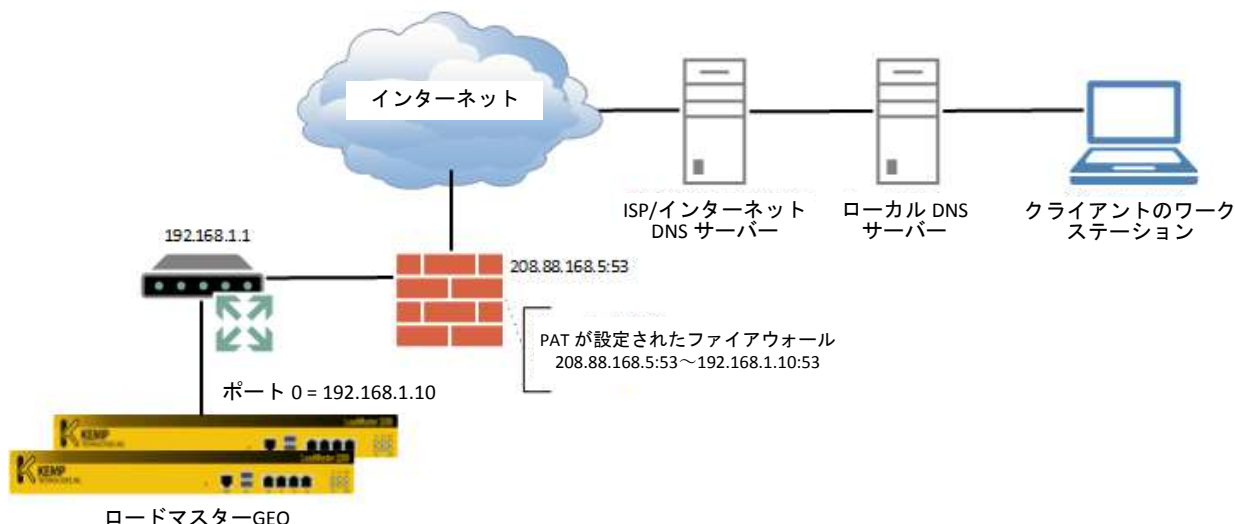 インターネット
ISP/インターネット
DNS サーバー
ローカル DNS
サーバー
クライアントのワーク
ステーション
192.168.1.1
208.88.168.5:53
PAT が設定されたファイアウォール
208.88.168.5:53～192.168.1.10:53
ポート 0 = 192.168.1.10
KEMP
KEMP
ロードマスターGEO